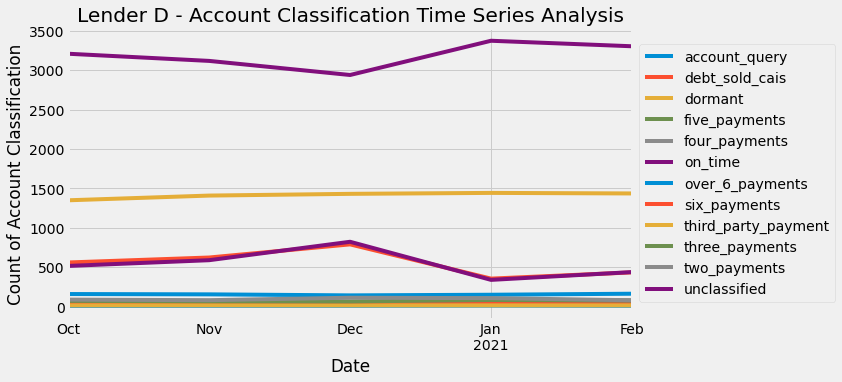 Lender D - Account Classification Time Series Analysis
Count of Account Classification
3500
3000
2500
2000
1500
1000
500
0
Oct
Nov
Dec
Jan
2021
Feb
Date
account_query
debt_sold_cais
dormant
five_payments
four_payments
on_time
over_6_payments
six_payments
third_party_payment
three_payments
two_payments
unclassified